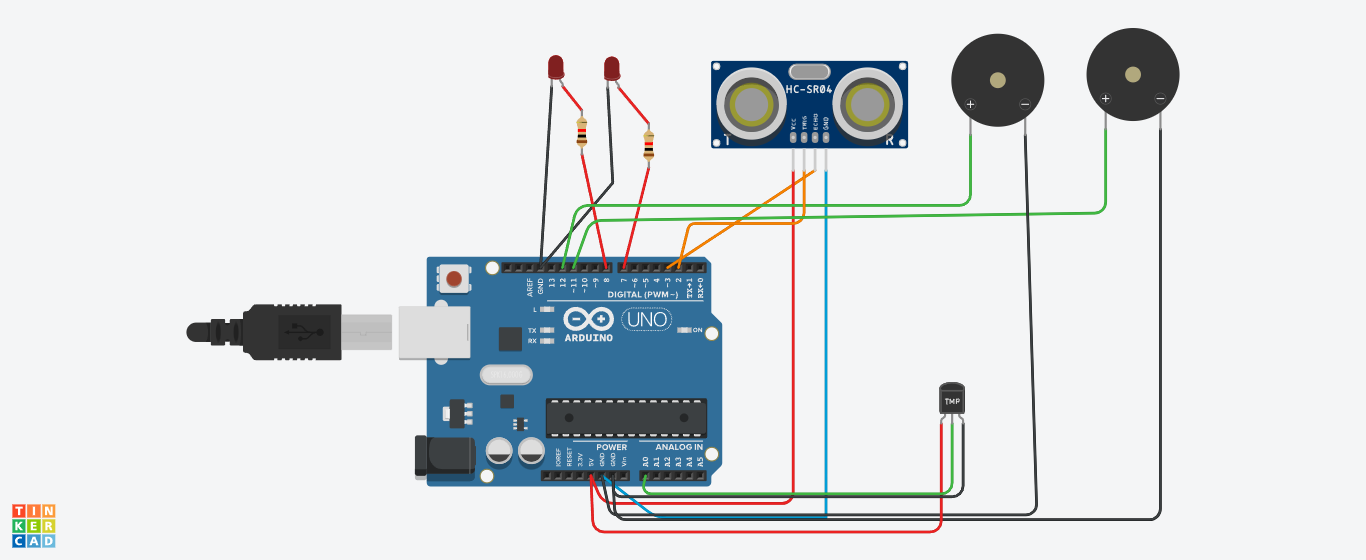 HC-SR04
VCC
TRIG
ECHO
GND
T
R
+
−
+
−
AREF
GND
13
12
~11
~10
~9
8
7
~6
~5
4
~3
2
TX→1
RX←0
DIGITAL (PWM~)
L
TX
RX
ARDUINO
UNO
ON
TMP
POWER
ANALOG IN
IOREF
RESET
3.3V
5V
GND
GND
Vin
A0
A1
A2
A3
A4
A5
TIN
KER
CAD